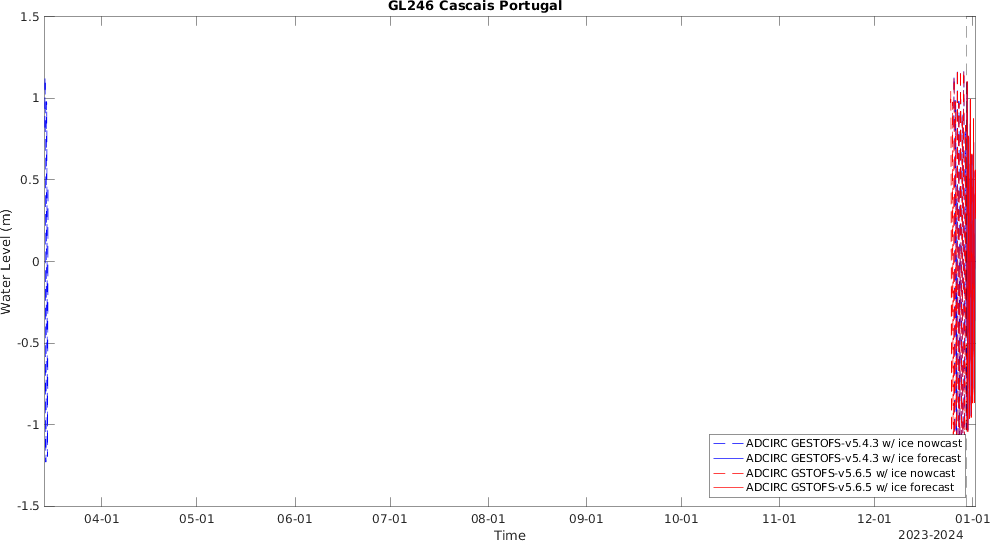 GL246 Cascais Portugal
1.5
1
0.5
0
-0.5
-1
-1.5
Water Level (m)
ADCIRC GESTOFS-v5.4.3 w/ ice nowcast
ADCIRC GESTOFS-v5.4.3 w/ ice forecast
ADCIRC GSTOFS-v5.6.5 w/ ice nowcast
ADCIRC GSTOFS-v5.6.5 w/ ice forecast
04-01 05-01 06-01 07-01 08-01 09-01 10-01 11-01 12-01 01-01
Time
2023-2024